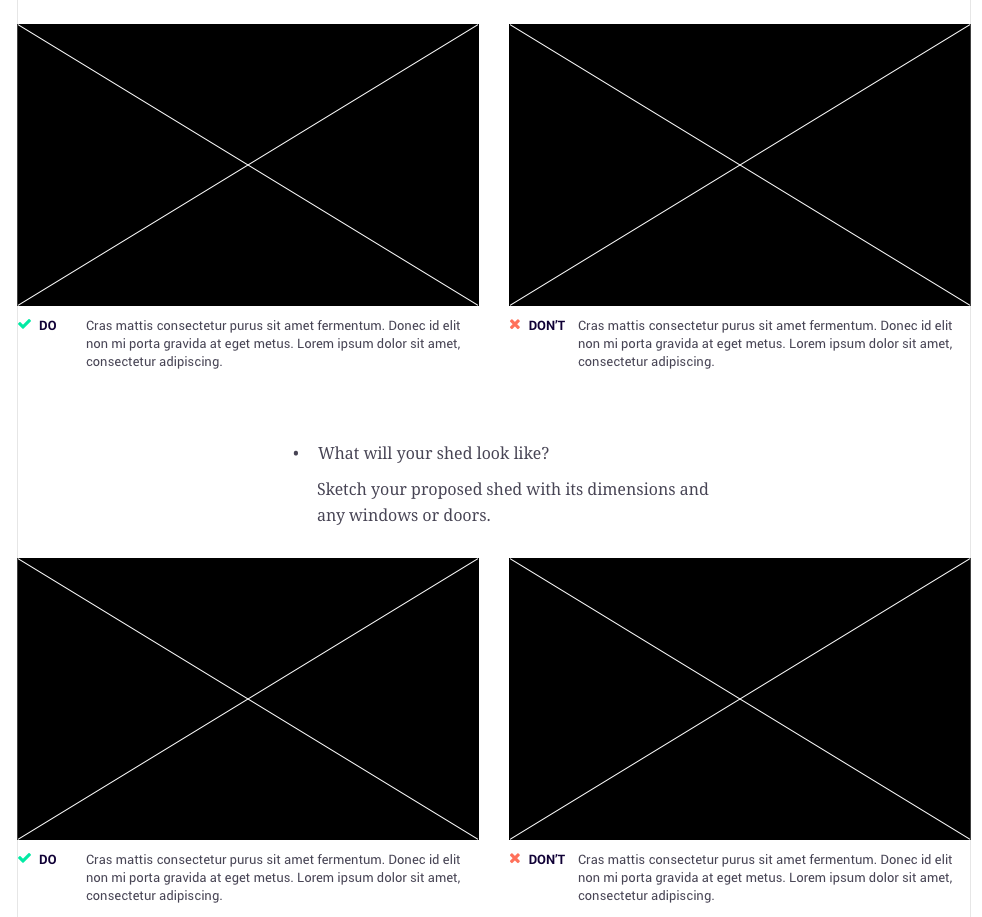 DO Cras mattis consectetur purus sit amet fermentum. Donec id elit
non mi porta gravida at eget metus. Lorem ipsum dolor sit amet,
consectetur adipiscing.
DON'T Cras mattis consectetur purus sit amet fermentum. Donec id elit
non mi porta gravida at eget metus. Lorem ipsum dolor sit amet,
consectetur adipiscing.
• What will your shed look like?
Sketch your proposed shed with its dimensions and
any windows or doors.
DO Cras mattis consectetur purus sit amet fermentum. Donec id elit
non mi porta gravida at eget metus. Lorem ipsum dolor sit amet,
consectetur adipiscing.
DON'T Cras mattis consectetur purus sit amet fermentum. Donec id elit
non mi porta gravida at eget metus. Lorem ipsum dolor sit amet,
consectetur adipiscing.